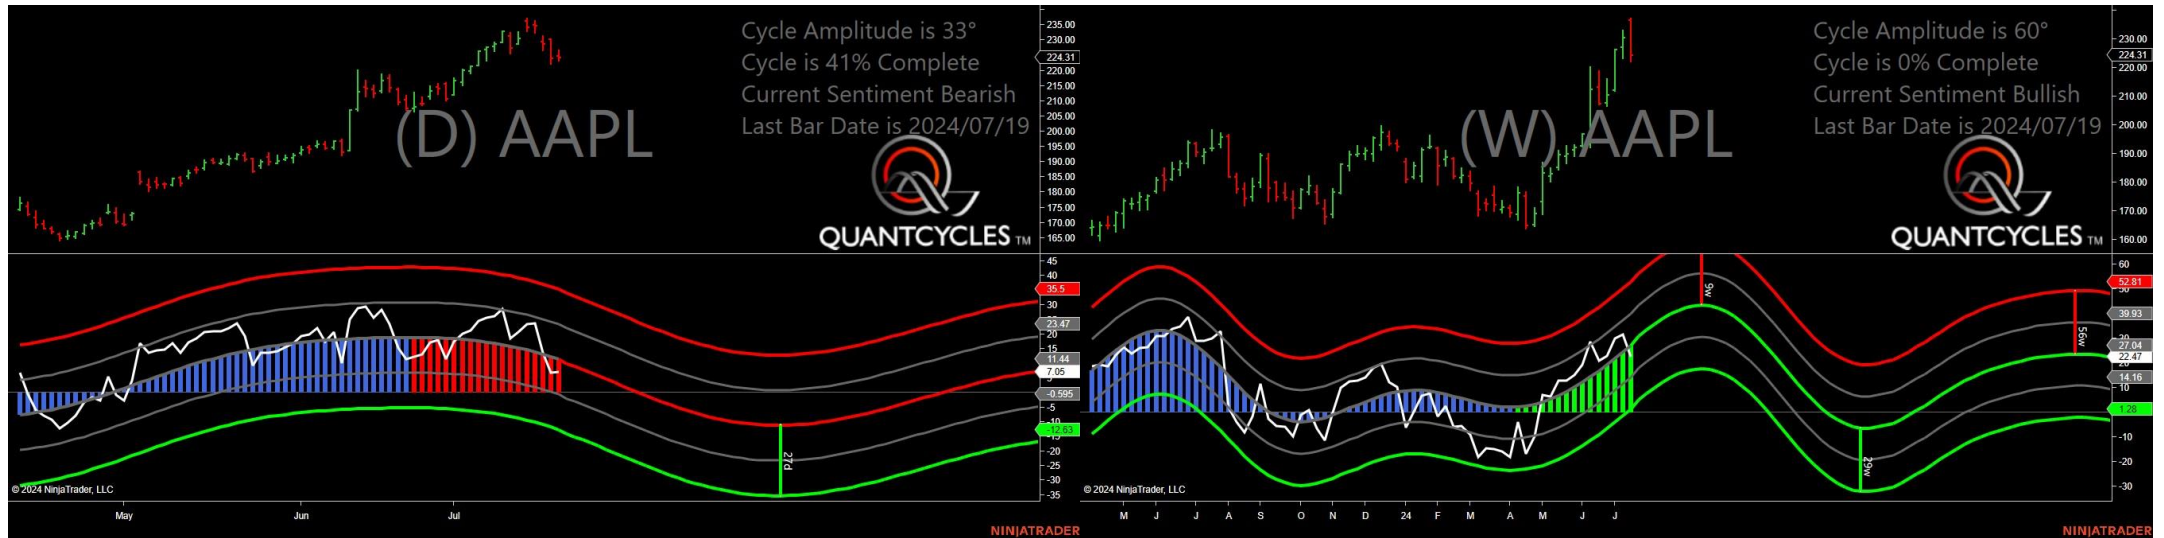 Cycle Amplitude is 33°
Cycle is 41% Complete
Current Sentiment Bearish
Last Bar Date is 2024/07/19
(D) AAPL
QUANTCYCLES TM
235.00
230.00
224.31
220.00
215.00
210.00
205.00
200.00
195.00
190.00
185.00
180.00
175.00
170.00
165.00
45
40
35.5
30
23.47
20
15
11.44
7.05
-0.595
-5
-12.63
-20
-25
-30
-35
27d
© 2024 NinjaTrader, LLC
May
Jun
Jul
NINJATRADER
Cycle Amplitude is 60°
Cycle is 0% Complete
Current Sentiment Bullish
Last Bar Date is 2024/07/19
(W) AAPL
QUANTCYCLES TM
230.00
224.31
220.00
210.00
200.00
190.00
180.00
170.00
160.00
60
52.81
39.93
27.04
22.47
14.16
10
1.28
-10
-20
-30
9w
29w
56w
© 2024 NinjaTrader, LLC
M J J A S O N D 24 F M A M J J
NINJATRADER